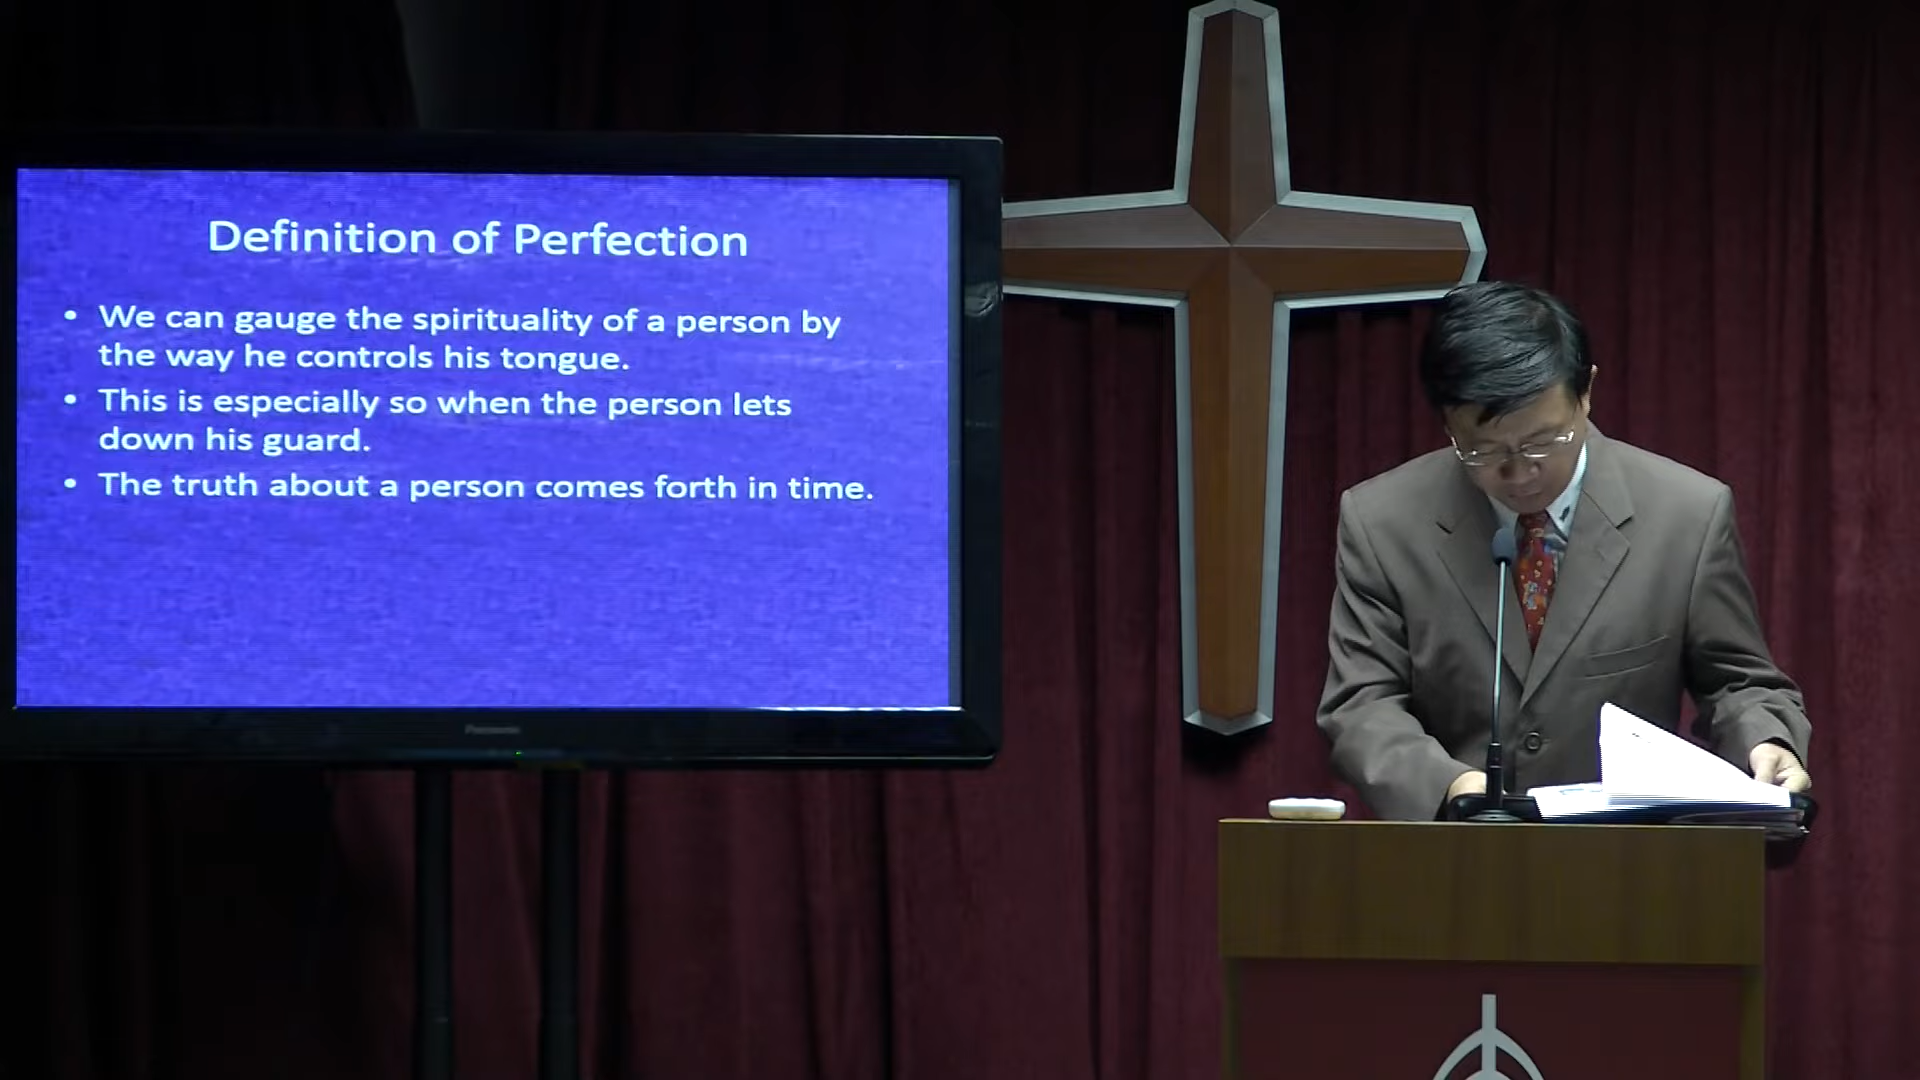 Definition of Perfection
• We can gauge the spirituality of a person by
the way he controls his tongue.
• This is especially so when the person lets
down his guard.
• The truth about a person comes forth in time.
Panasonic